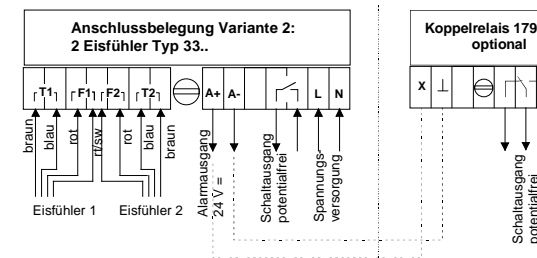 Anschlussbelegung Variante 2:
2 Eisfühler Typ 33..
Koppelrelais 179
optional
T1 F1 F2 T2 A+ A- L N
X ⊥
braun
blau
rot
rt/sw
rot
blau
braun
Alarmausgang
24 V =
Schaltausgang
potentialfrei
Spannungs-
versorgung
Schaltausgang
potentialfrei
Eisfühler 1 Eisfühler 2